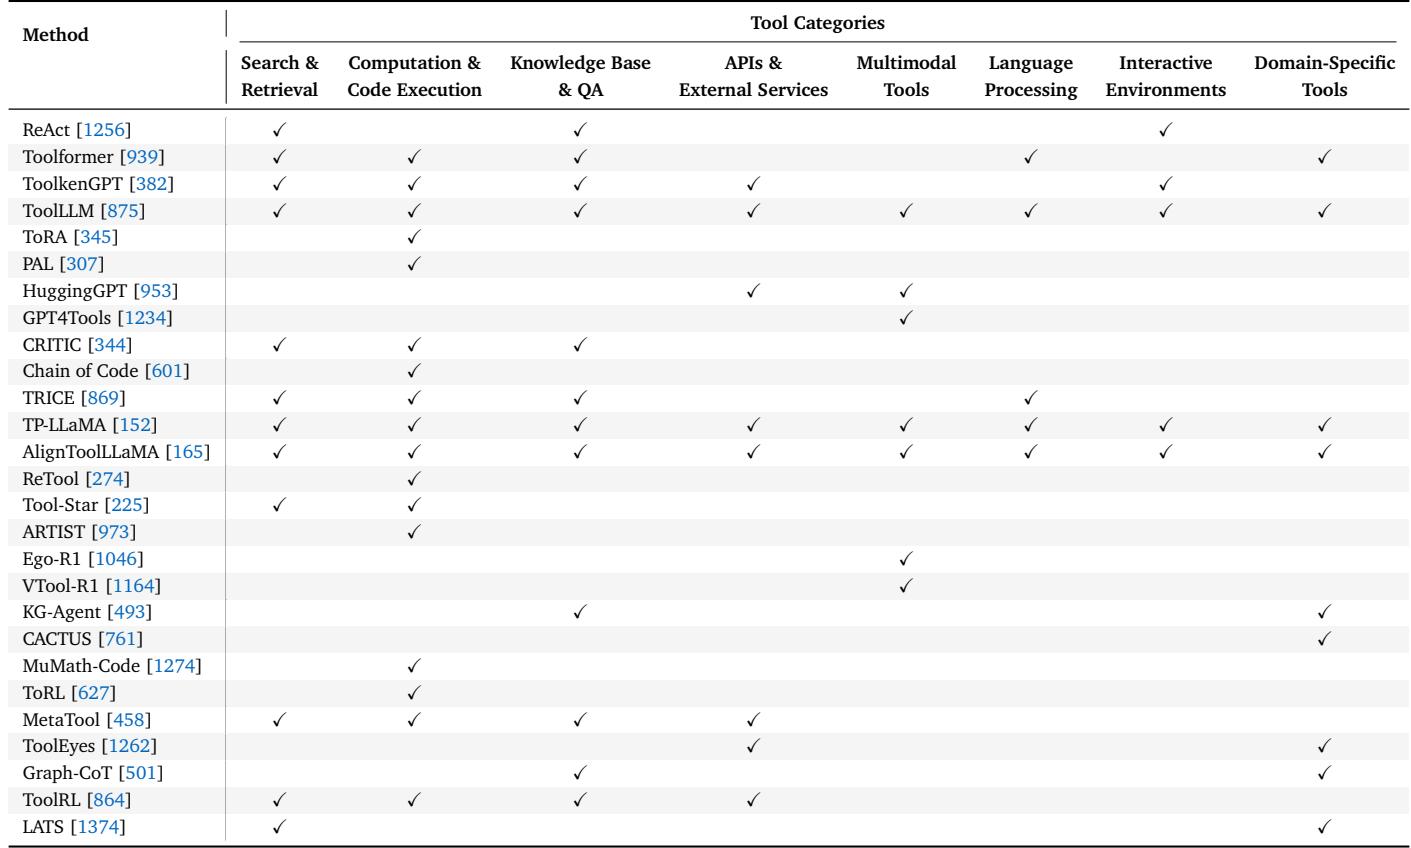 Method Tool Categories
Search & Computation & Knowledge Base APIs & Multimodal Language Interactive Domain-Specific
Retrieval Code Execution & QA External Services Tools Processing Environments Tools
ReAct [1256] ✓ ✓ ✓
Toolformer [939] ✓ ✓ ✓ ✓ ✓
ToolkenGPT [382] ✓ ✓ ✓ ✓ ✓
ToolLLM [875] ✓ ✓ ✓ ✓ ✓ ✓ ✓ ✓
ToRA [345] ✓
PAL [307] ✓
HuggingGPT [953] ✓ ✓
GPT4Tools [1234] ✓
CRITIC [344] ✓ ✓ ✓
Chain of Code [601] ✓
TRICE [869] ✓ ✓ ✓ ✓
TP-LLaMA [152] ✓ ✓ ✓ ✓ ✓ ✓ ✓ ✓
AlignToolLLaMA [165] ✓ ✓ ✓ ✓ ✓ ✓ ✓ ✓
ReTool [274] ✓
Tool-Star [225] ✓ ✓
ARTIST [973] ✓
Ego-R1 [1046] ✓
VTool-R1 [1164] ✓
KG-Agent [493] ✓ ✓
CACTUS [761] ✓
MuMath-Code [1274] ✓
ToRL [627] ✓
MetaTool [458] ✓ ✓ ✓ ✓
ToolEyes [1262] ✓ ✓
Graph-CoT [501] ✓ ✓
ToolRL [864] ✓ ✓ ✓ ✓
LATS [1374] ✓ ✓